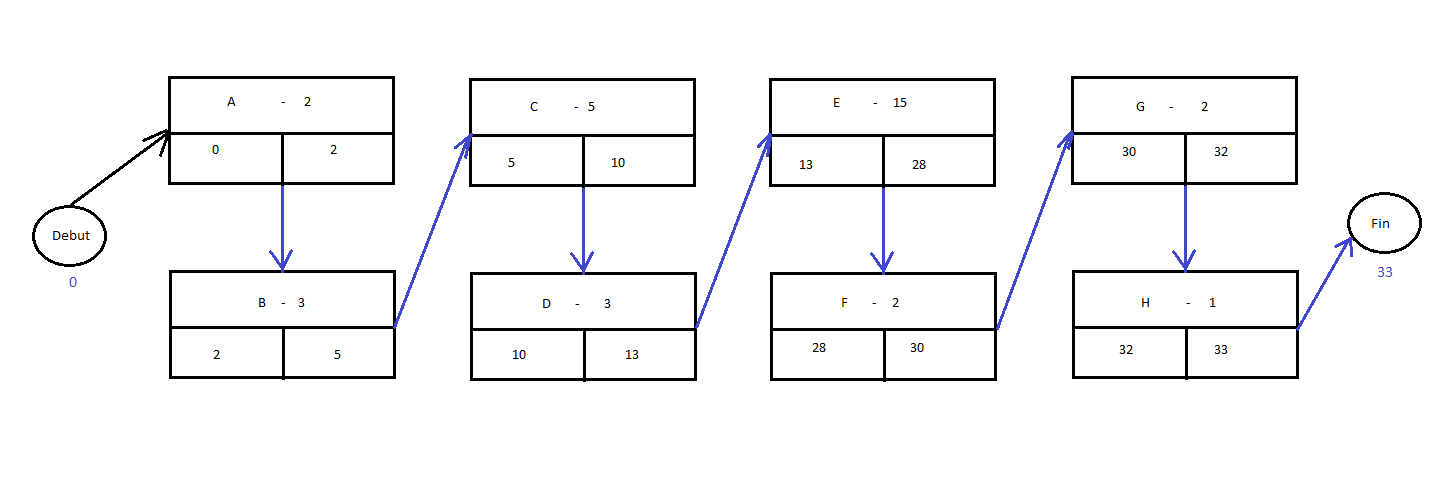 A - 2
0 2
C - 5
5 10
E - 15
13 28
G - 2
30 32
Debut
0
B - 3
2 5
D - 3
10 13
F - 2
28 30
H - 1
32 33
Fin
33